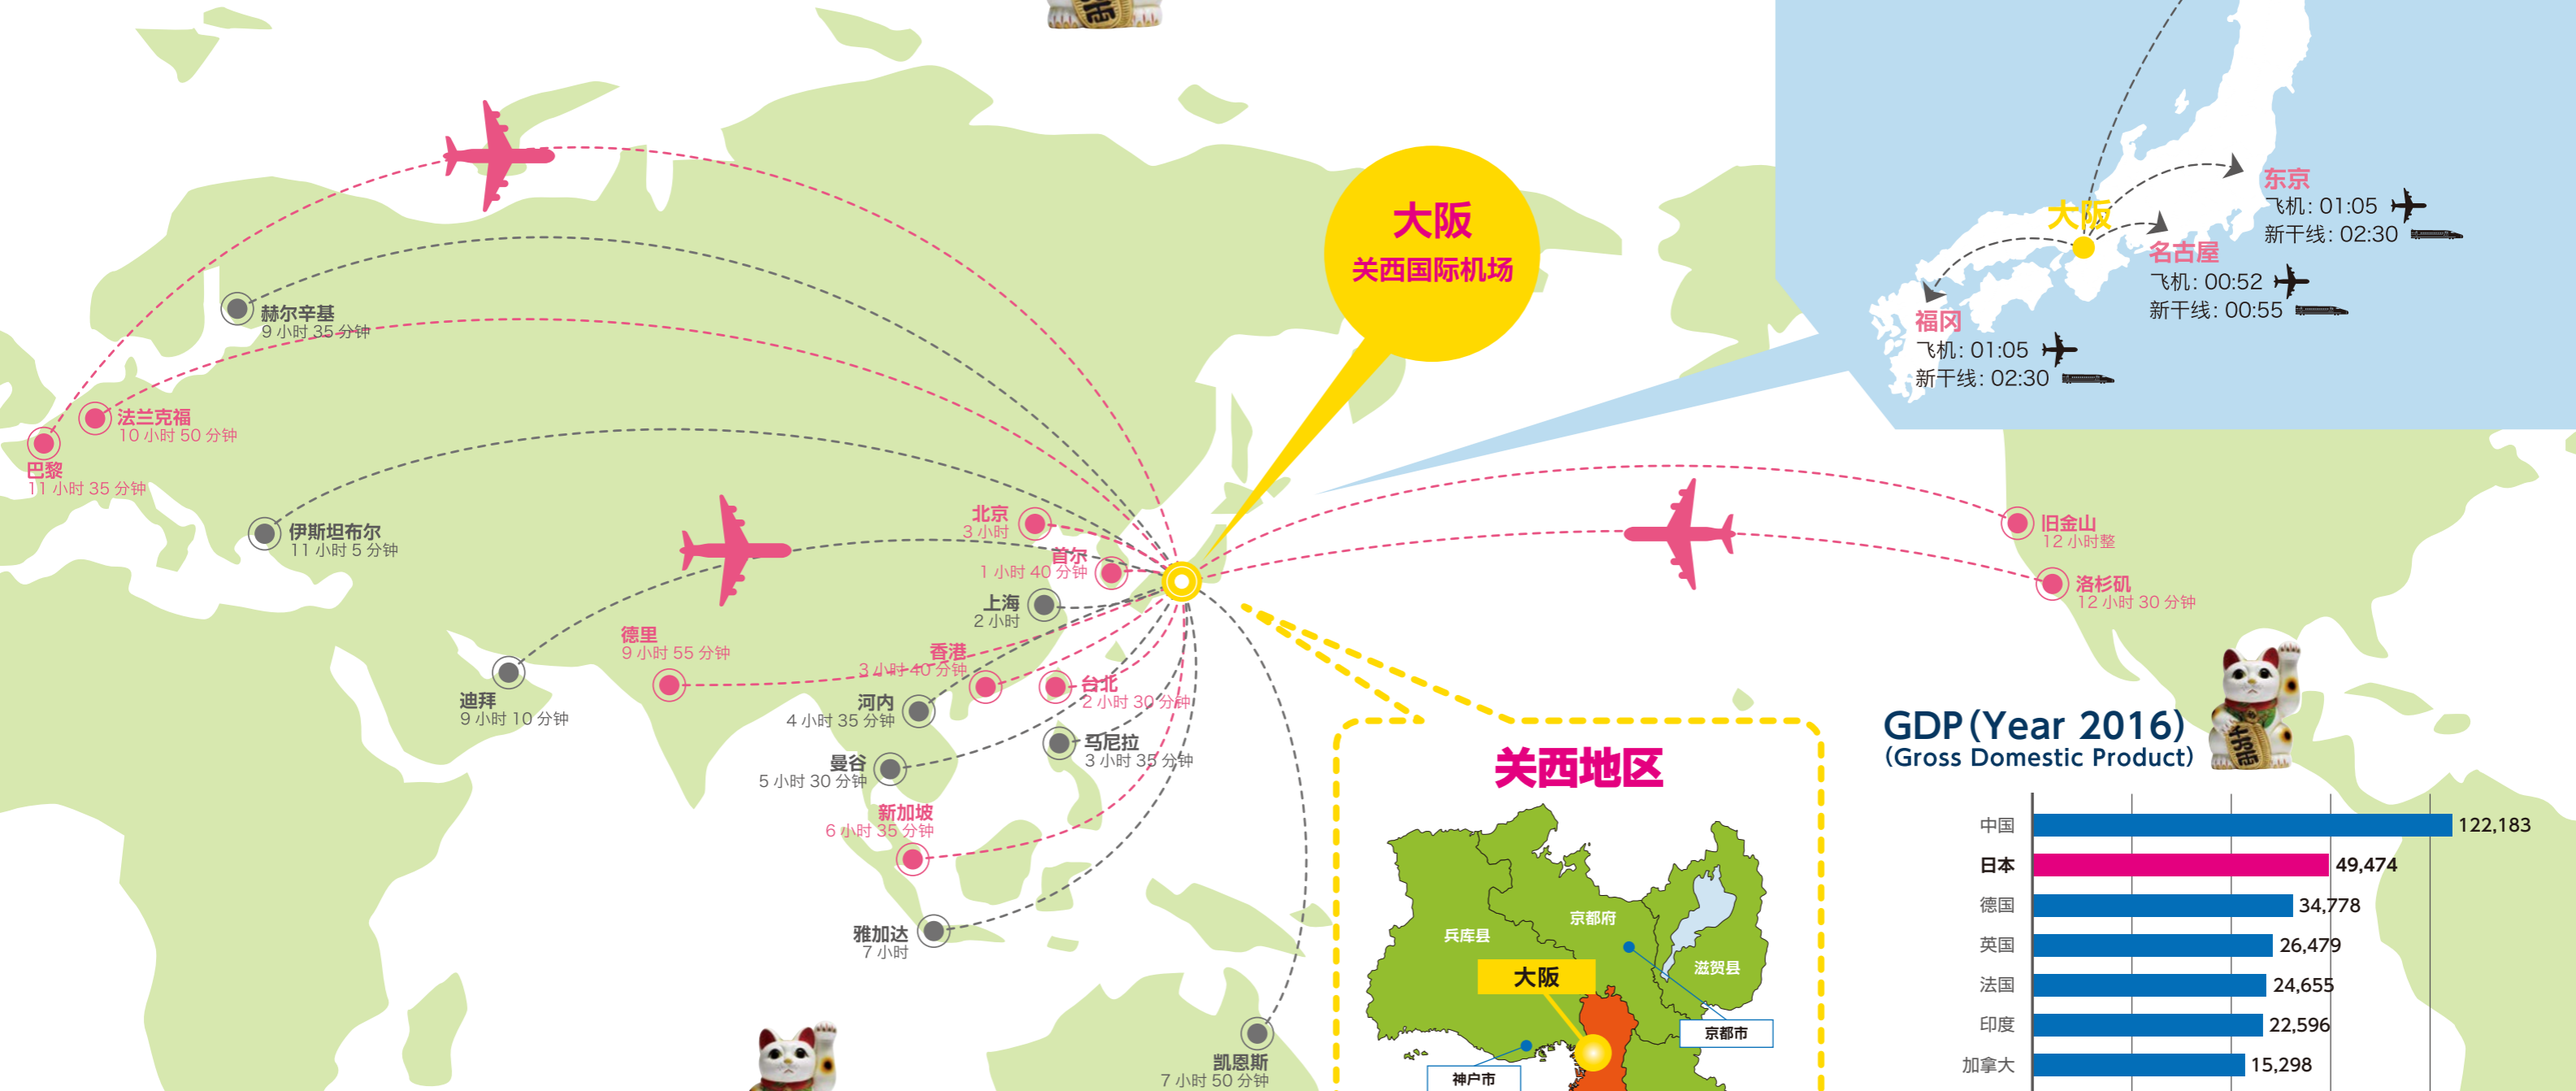 大阪
关西国际机场
赫尔辛基
9 小时 35 分钟
法兰克福
10 小时 50 分钟
巴黎
11 小时 35 分钟
伊斯坦布尔
11 小时 5 分钟
迪拜
9 小时 10 分钟
德里
9 小时 55 分钟
北京
3 小时
首尔
1 小时 40 分钟
上海
2 小时
香港
3 小时 40 分钟
台北
2 小时 30 分钟
河内
4 小时 35 分钟
马尼拉
3 小时 35 分钟
曼谷
5 小时 30 分钟
新加坡
6 小时 35 分钟
雅加达
7 小时
凯恩斯
7 小时 50 分钟
旧金山
12 小时整
洛杉矶
12 小时 30 分钟
大阪
东京
飞机: 01:05
新干线: 02:30
名古屋
飞机: 00:52
新干线: 00:55
福冈
飞机: 01:05
新干线: 02:30
关西地区
兵库县
京都府
滋贺县
大阪
京都市
神户市
GDP (Year 2016)
(Gross Domestic Product)
中国 122,183
日本 49,474
德国 34,778
英国 26,479
法国 24,655
印度 22,596
加拿大 15,298